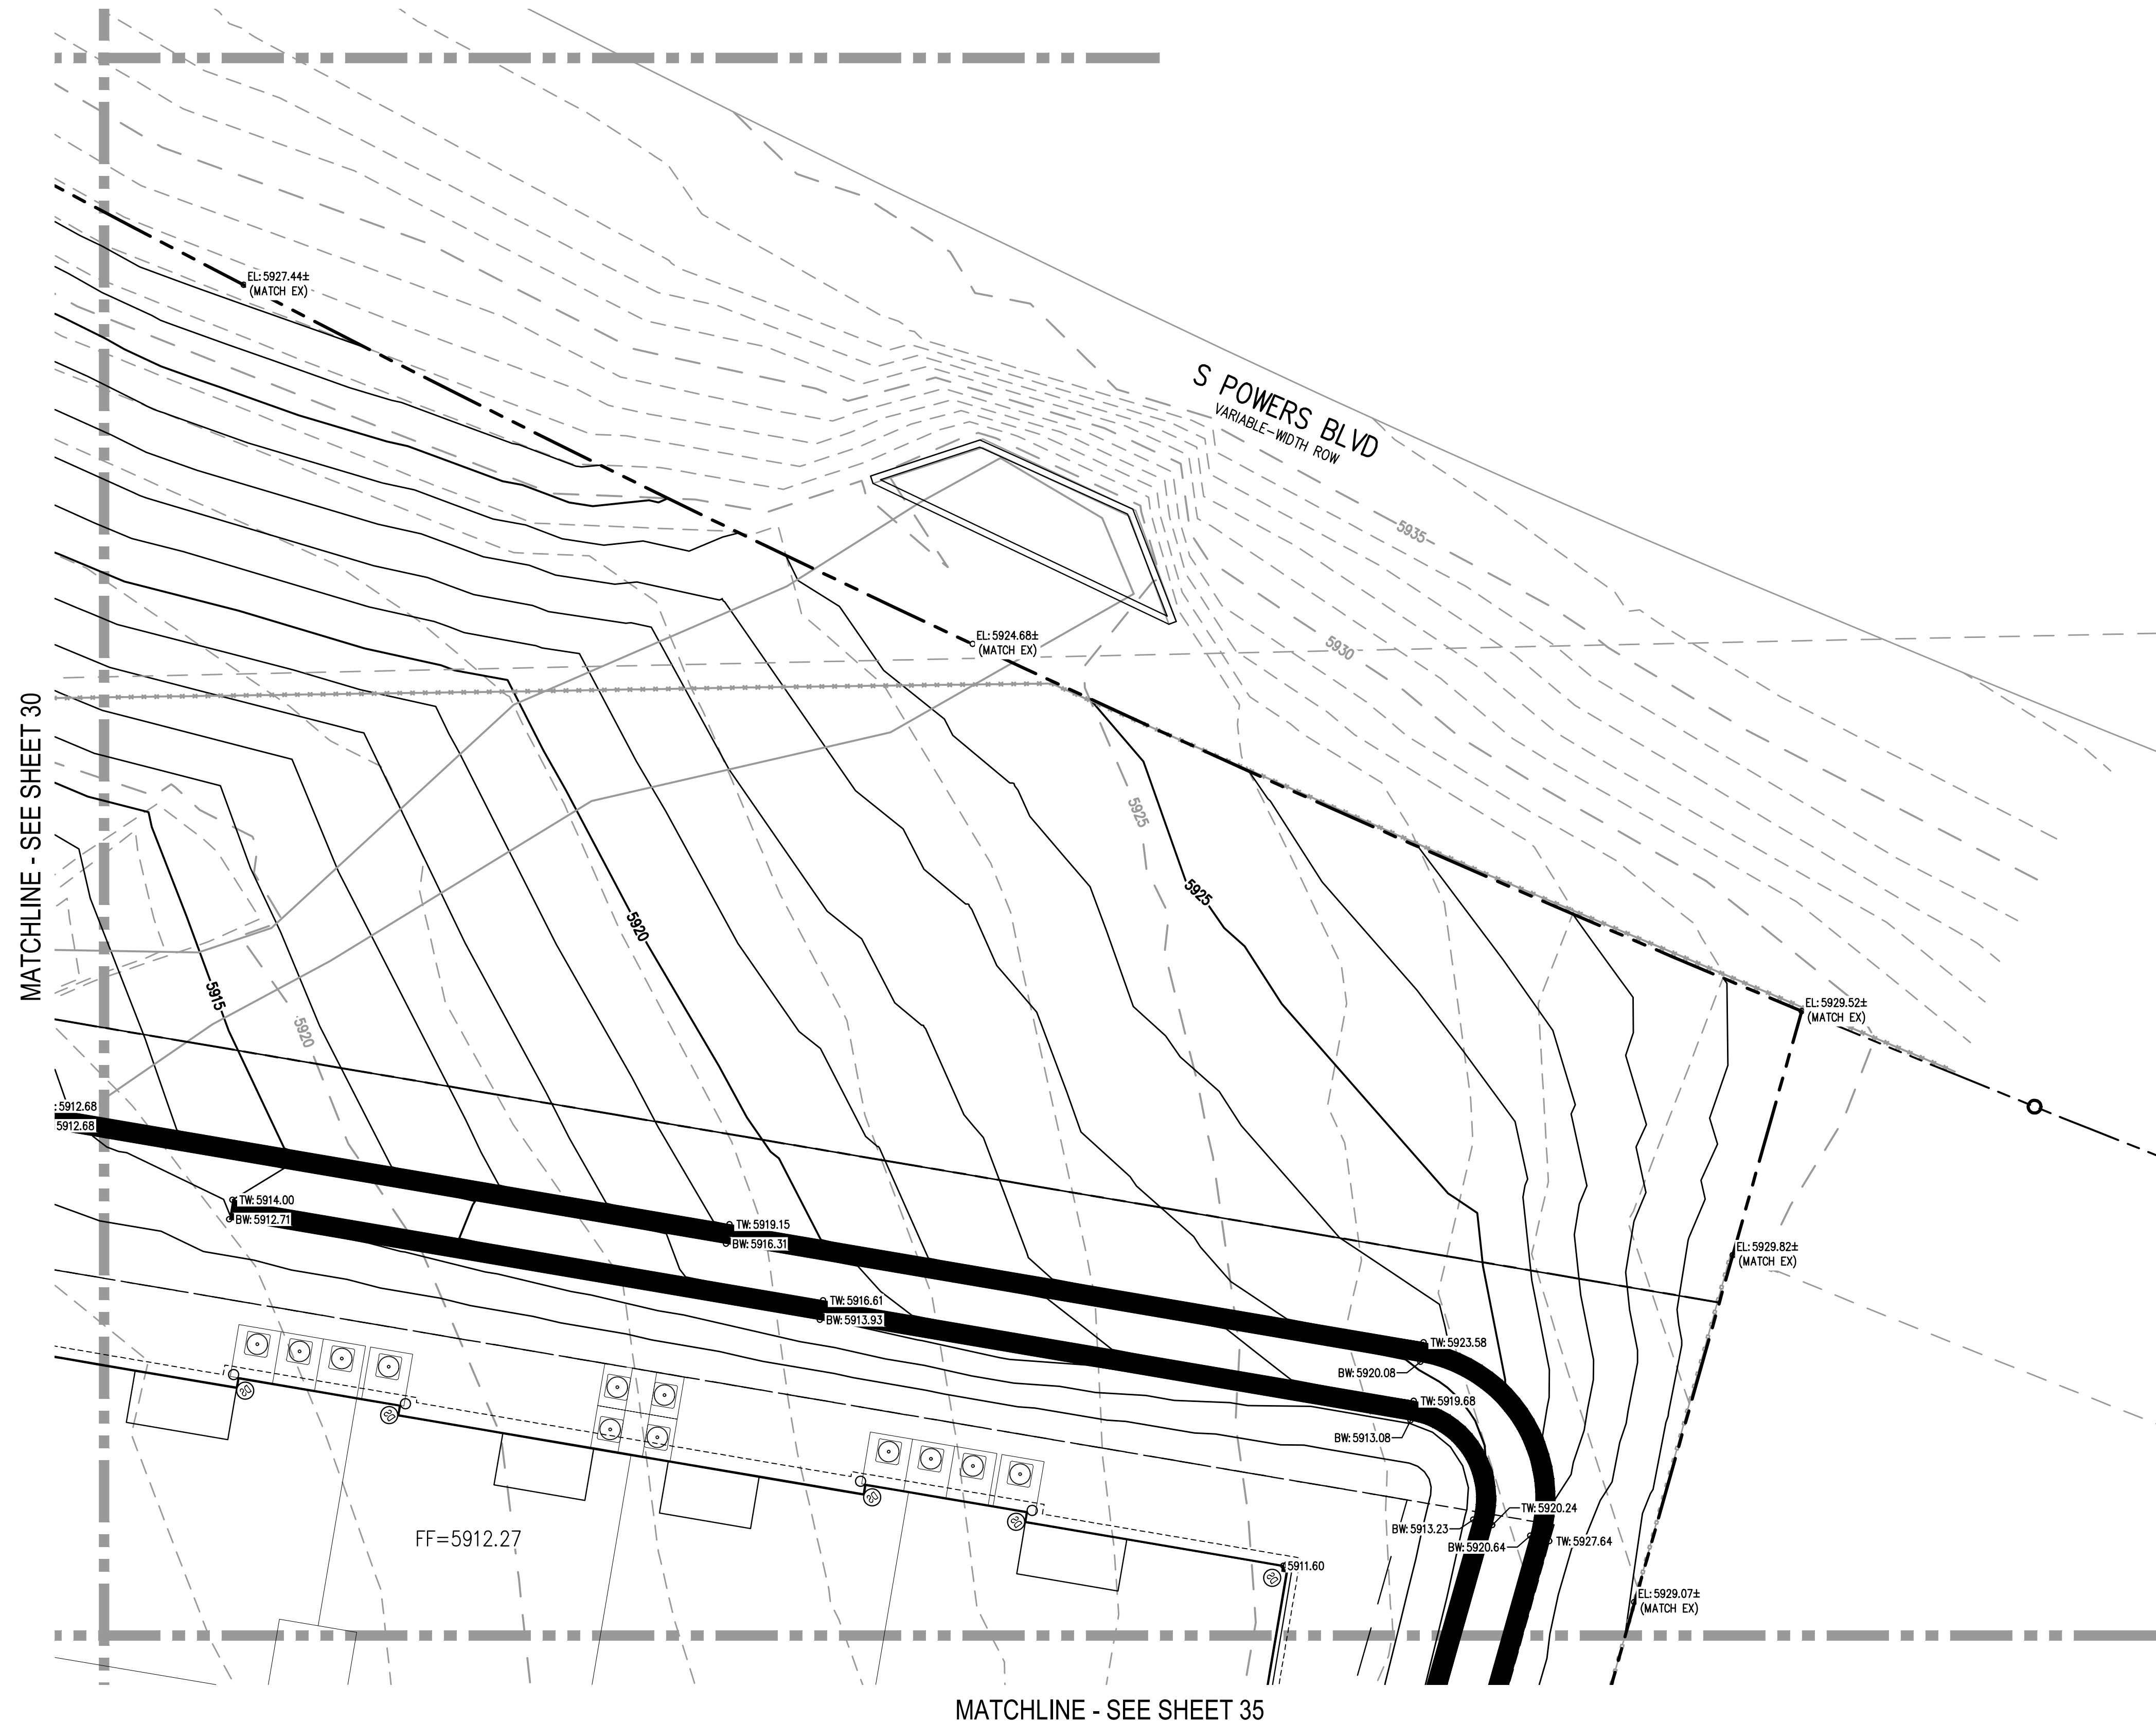 EL: 5927.44±
(MATCH EX)
S POWERS BLVD
VARIABLE-WIDTH ROW
5935
5930
EL: 5924.68±
(MATCH EX)
MATCHLINE - SEE SHEET 30
5925
5925
5920
5915
5920
EL: 5929.52±
(MATCH EX)
: 5912.68
5912.68
TW: 5914.00
BW: 5912.71
TW: 5919.15
BW: 5916.31
EL: 5929.82±
(MATCH EX)
TW: 5916.61
BW: 5913.93
TW: 5923.58
BW: 5920.08
TW: 5919.68
BW: 5913.08
TW: 5920.24
BW: 5913.23
BW: 5920.64
TW: 5927.64
FF=5912.27
20
20
20
20
20
5911.60
EL: 5929.07±
(MATCH EX)
MATCHLINE - SEE SHEET 35